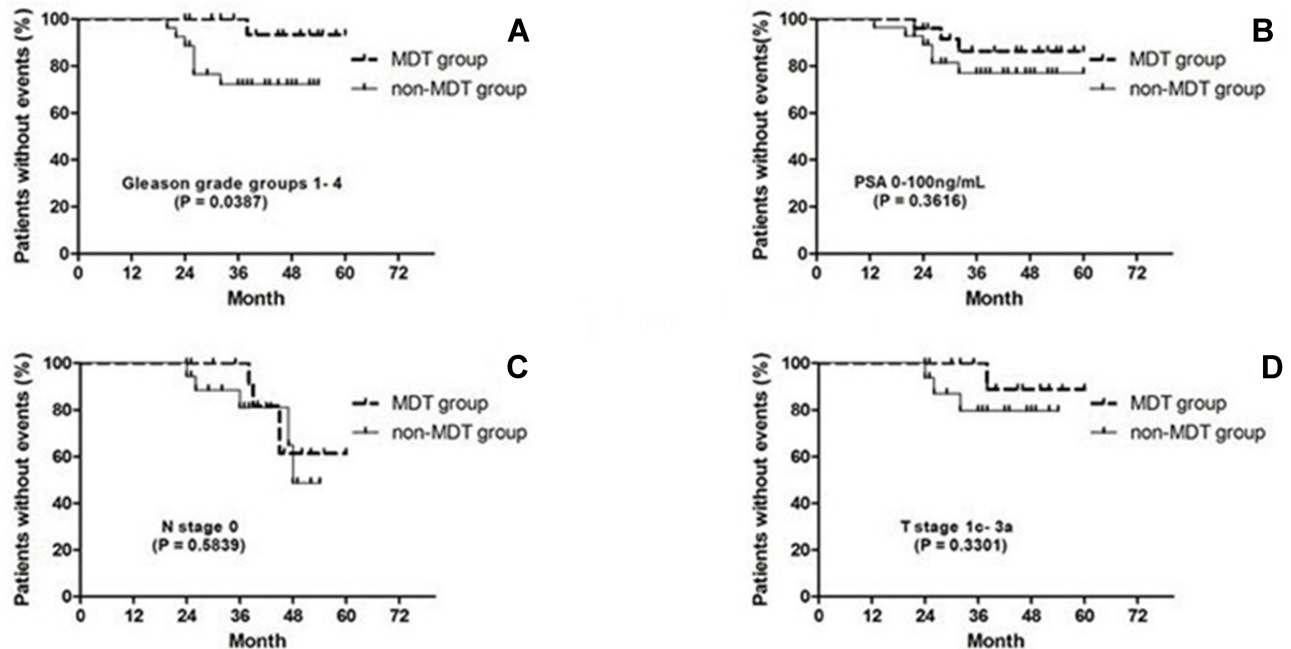 A
Patients without events (%)
100
80
60
40
20
0
MDT group
non-MDT group
Gleason grade groups 1- 4
(P = 0.0387)
0 12 24 36 48 60 72
Month
B
Patients without events(%)
100
80
60
40
20
0
MDT group
non-MDT group
PSA 0-100ng/mL
(P = 0.3616)
0 12 24 36 48 60 72
Month
C
Patients without events (%)
100
80
60
40
20
0
MDT group
non-MDT group
N stage 0
(P = 0.5839)
0 12 24 36 48 60 72
Month
D
Patients without events (%)
100
80
60
40
20
0
MDT group
non-MDT group
T stage 1c- 3a
(P = 0.3301)
0 12 24 36 48 60 72
Month